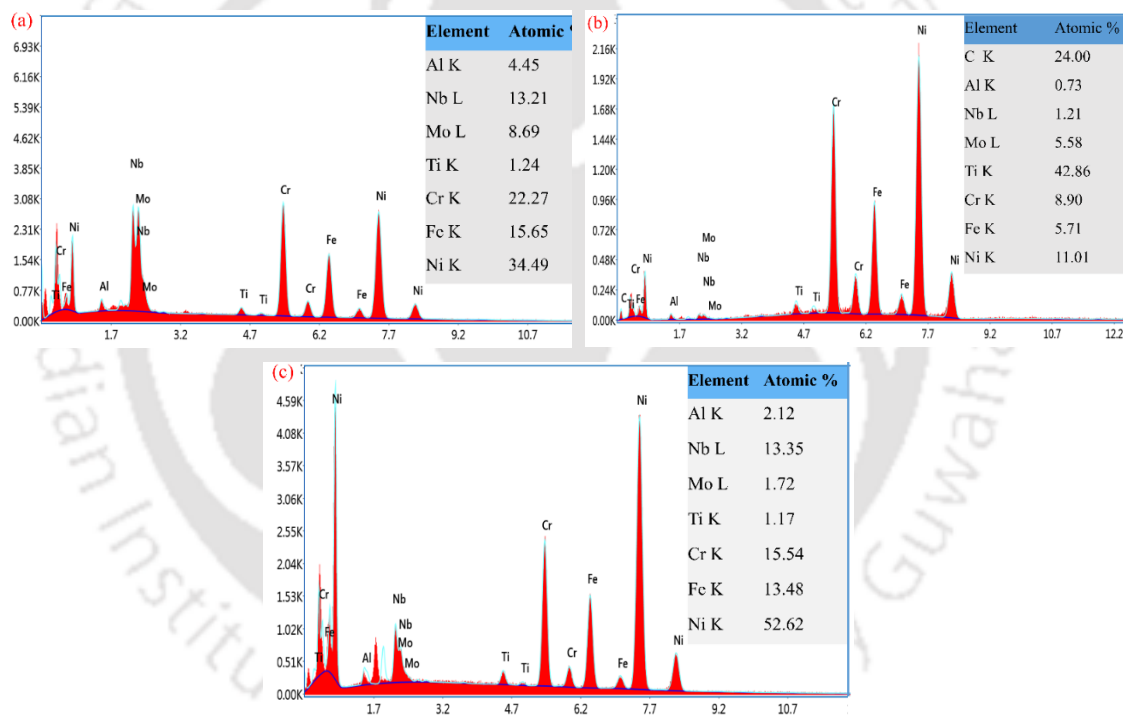 (a)
Element Atomic %
Al K 4.45
Nb L 13.21
Mo L 8.69
Ti K 1.24
Cr K 22.27
Fe K 15.65
Ni K 34.49
6.93K
6.16K
5.39K
4.62K
3.85K
3.08K
2.31K
1.54K
0.77K
0.00K
Nb
Mo
Nb
Mo
Ni
Cr
Ti
Fe
Al
Ti
Ti
Cr
Cr
Fe
Fe
Ni
Ni
1.7 3.2 4.7 6.2 7.7 9.2 10.7
(b)
Element Atomic %
C K 24.00
Al K 0.73
Nb L 1.21
Mo L 5.58
Ti K 42.86
Cr K 8.90
Fe K 5.71
Ni K 11.01
2.16K
1.92K
1.68K
1.44K
1.20K
0.96K
0.72K
0.48K
0.24K
0.00K
Ni
Cr
Fe
Mo
Nb
Nb
Mo
Cr
Ni
C
Ti
Fe
Al
Ti
Ti
Cr
Fe
Ni
1.7 3.2 4.7 6.2 7.7 9.2 10.7 12.2
(c)
Element Atomic %
Al K 2.12
Nb L 13.35
Mo L 1.72
Ti K 1.17
Cr K 15.54
Fe K 13.48
Ni K 52.62
4.59K
4.08K
3.57K
3.06K
2.55K
2.04K
1.53K
1.02K
0.51K
0.00K
Ni
Cr
Fe
Ti
Al
Nb
Nb
Mo
Mo
Ti
Ti
Cr
Cr
Fe
Fe
Ni
Ni
1.7 3.2 4.7 6.2 7.7 9.2 10.7
dian Institu
Guwaha